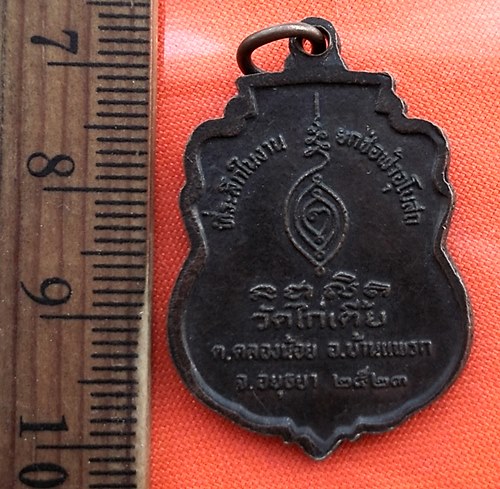 7
8
9
10
ที่ระลึกในงาน
ยกช่อฟ้าอุโบสถ
วัดโกเตี้ย
ต.คลองน้อย อ.บ้านแพรก
จ.อยุธยา ๒๕๒๓